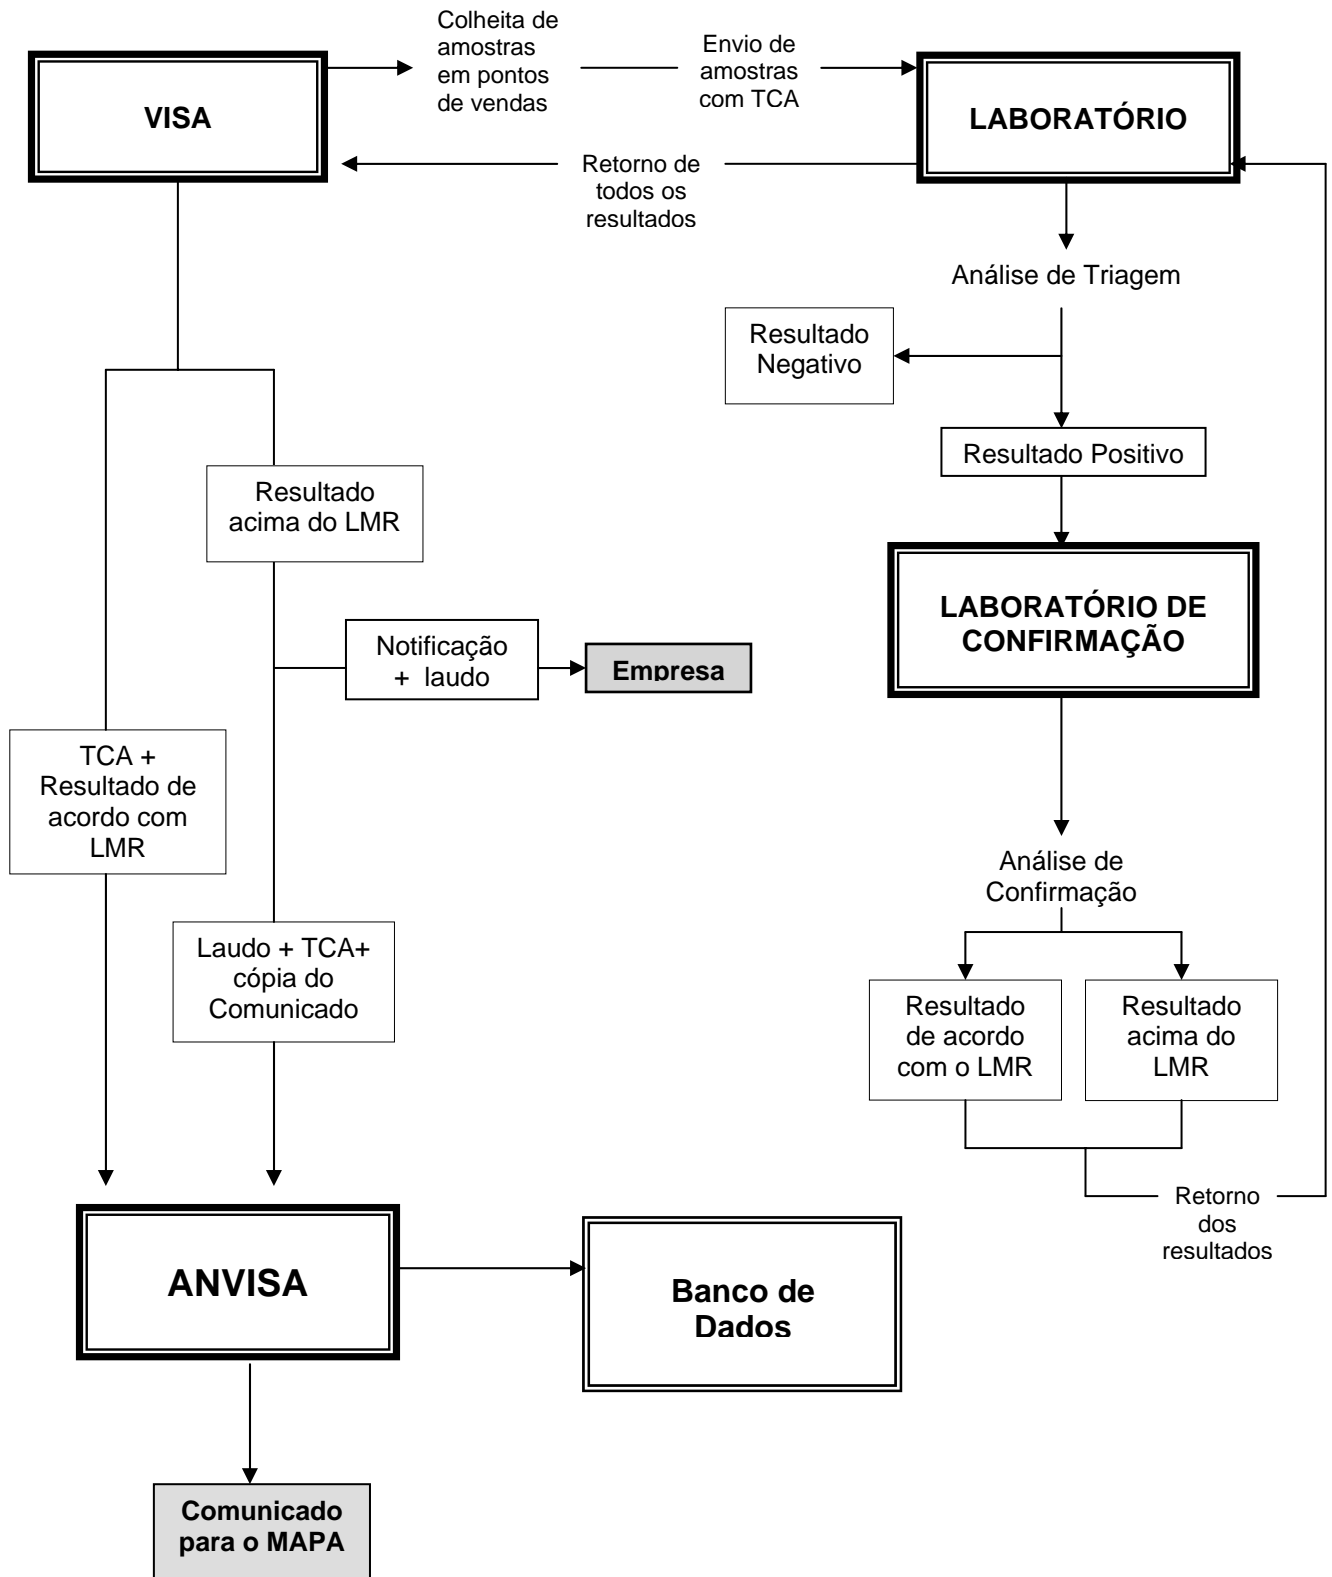 Colheita de
amostras
em pontos
de vendas
Envio de
amostras
com TCA
VISA
LABORATÓRIO
Retorno de
todos os
resultados
Análise de Triagem
Resultado
Negativo
Resultado Positivo
Resultado
acima do LMR
LABORATÓRIO DE
CONFIRMAÇÃO
Notificação
+ laudo
Empresa
TCA +
Resultado de
acordo com
LMR
Análise de
Confirmação
Laudo + TCA+
cópia do
Comunicado
Resultado
de acordo
com o LMR
Resultado
acima do
LMR
Retorno
dos
resultados
ANVISA
Banco de
Dados
Comunicado
para o MAPA